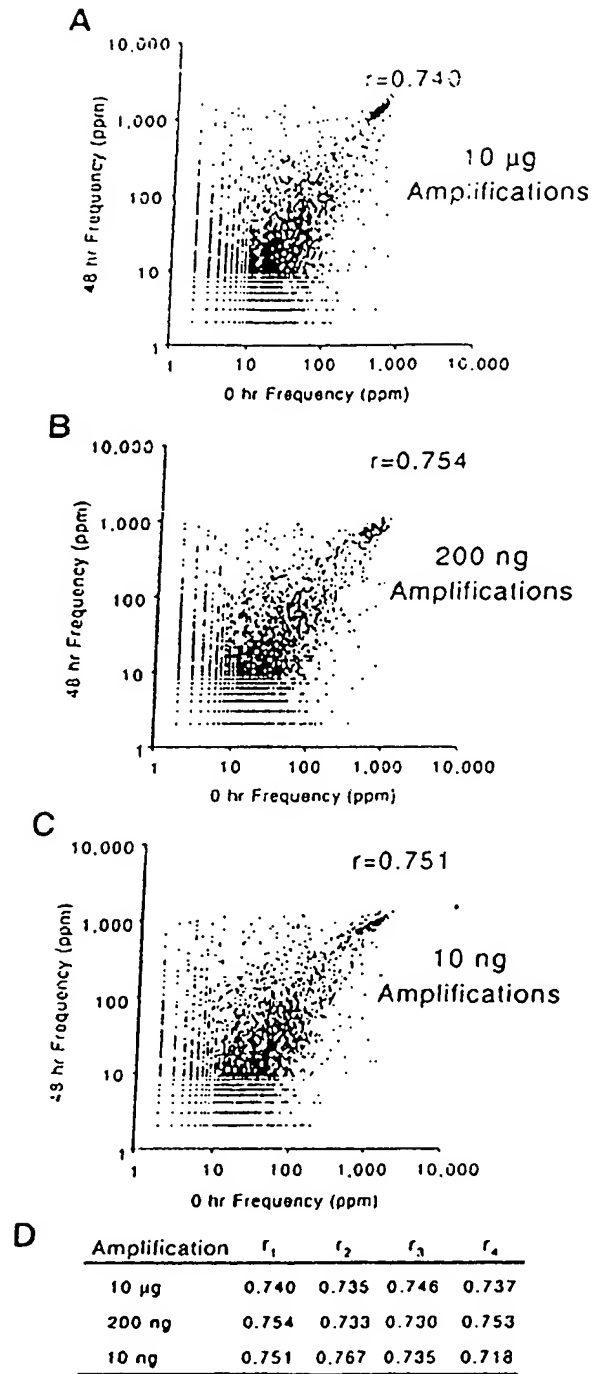 A
10,000
r=0.740
1,000
10 µg
Amplifications
100
10
1
48 hr Frequency (ppm)
1 10 100 1,000 10,000
0 hr Frequency (ppm)
B
10,000
r=0.754
1,000
200 ng
Amplifications
100
10
1
48 hr Frequency (ppm)
1 10 100 1,000 10,000
0 hr Frequency (ppm)
C
10,000
r=0.751
1,000
10 ng
Amplifications
100
10
1
48 hr Frequency (ppm)
1 10 100 1,000 10,000
0 hr Frequency (ppm)
D
Amplification r1 r2 r3 r4
10 µg 0.740 0.735 0.746 0.737
200 ng 0.754 0.733 0.730 0.753
10 ng 0.751 0.767 0.735 0.718